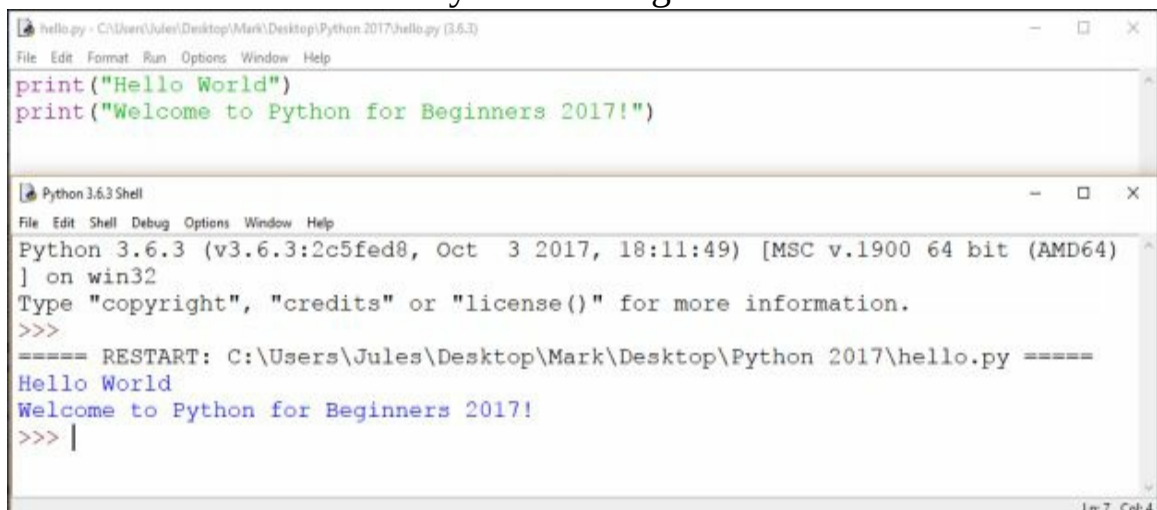 hello.py - C:\Users\Jules\Desktop\Mark\Desktop\Python 2017\hello.py (3.6.3)
File Edit Format Run Options Window Help
print("Hello World")
print("Welcome to Python for Beginners 2017!")
Python 3.6.3 Shell
File Edit Shell Debug Options Window Help
Python 3.6.3 (v3.6.3:2c5fed8, Oct  3 2017, 18:11:49) [MSC v.1900 64 bit (AMD64)
] on win32
Type "copyright", "credits" or "license()" for more information.
>>>
===== RESTART: C:\Users\Jules\Desktop\Mark\Desktop\Python 2017\hello.py =====
Hello World
Welcome to Python for Beginners 2017!
>>>
Ln: 7 Col: 4